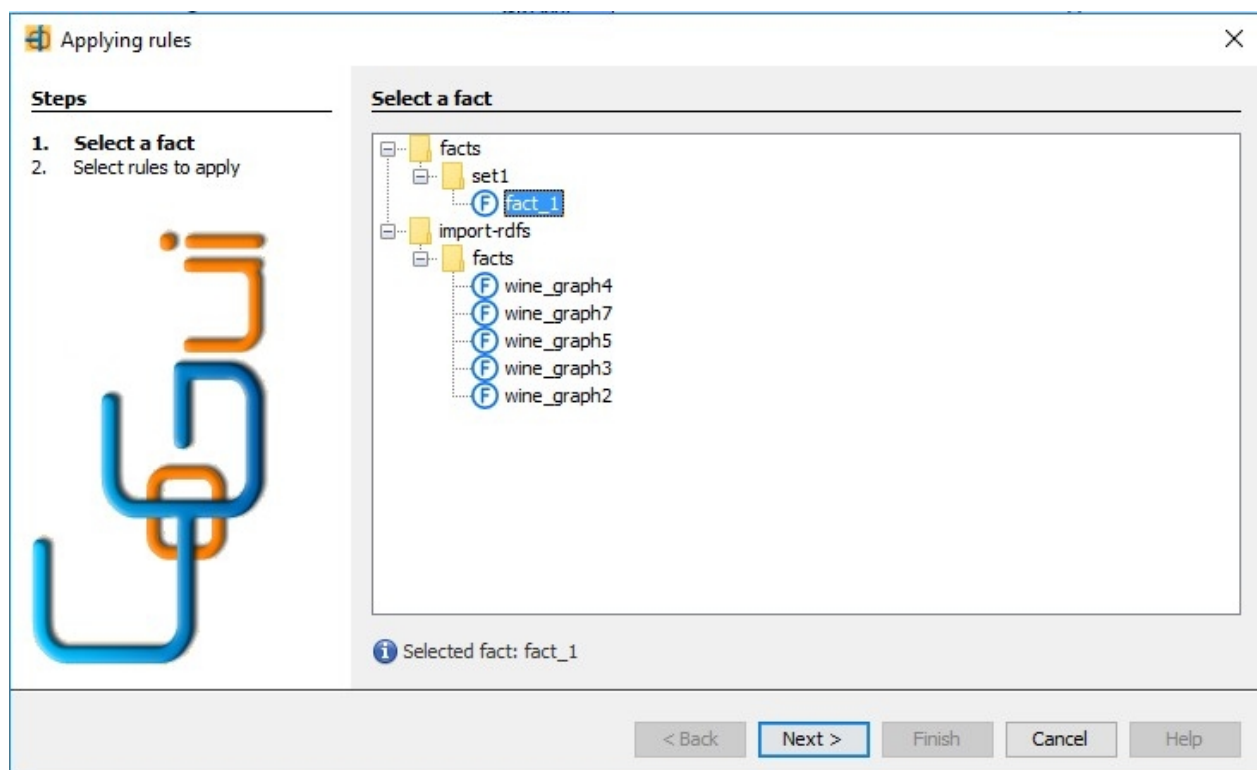 Applying rules
Steps
1. Select a fact
2. Select rules to apply
Select a fact
facts
set1
F fact_1
import-rdfs
facts
F wine_graph4
F wine_graph7
F wine_graph5
F wine_graph3
F wine_graph2
Selected fact: fact_1
< Back
Next >
Finish
Cancel
Help